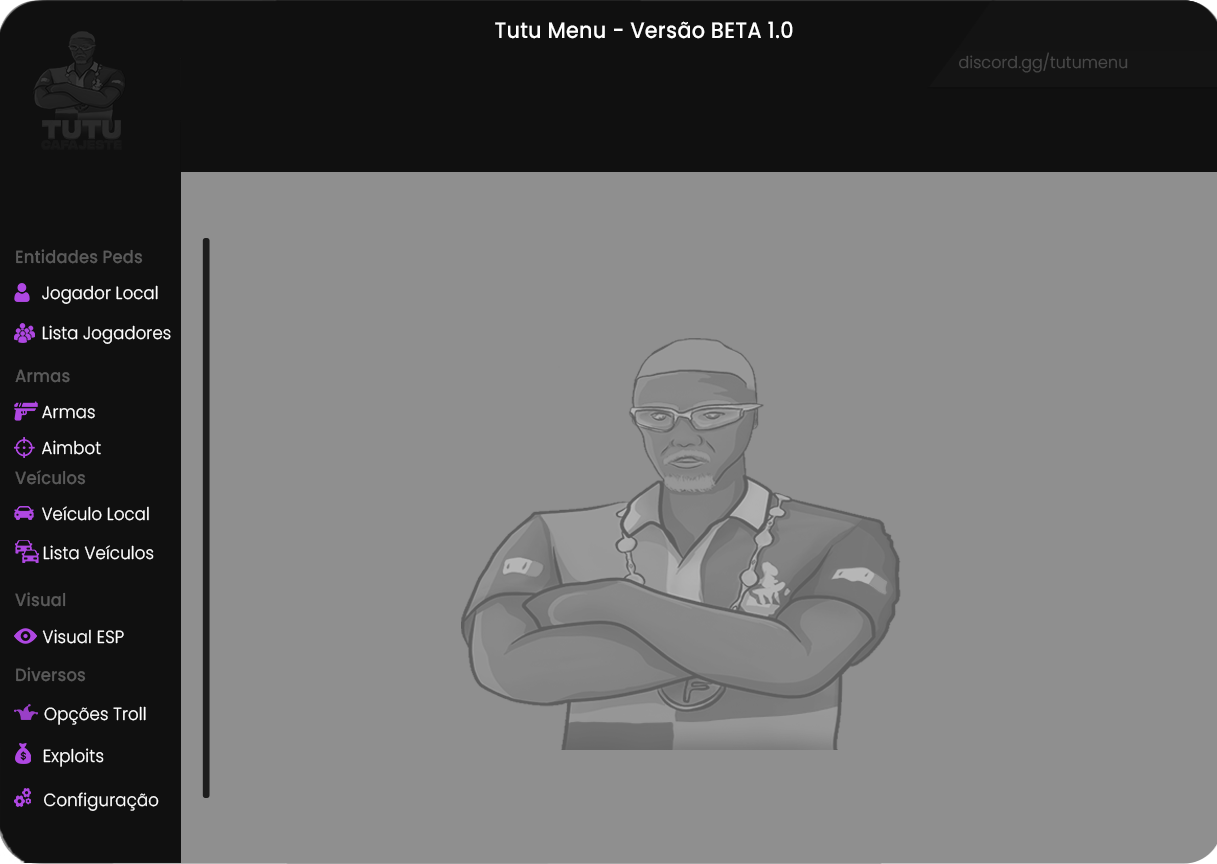 Tutu Menu - Versão BETA 1.0
discord.gg/tutumenu
TUTU
Entidades Peds
Jogador Local
Lista Jogadores
Armas
Armas
Aimbot
Veículos
Veículo Local
Lista Veículos
Visual
Visual ESP
Diversos
Opções Troll
Exploits
Configuração
F